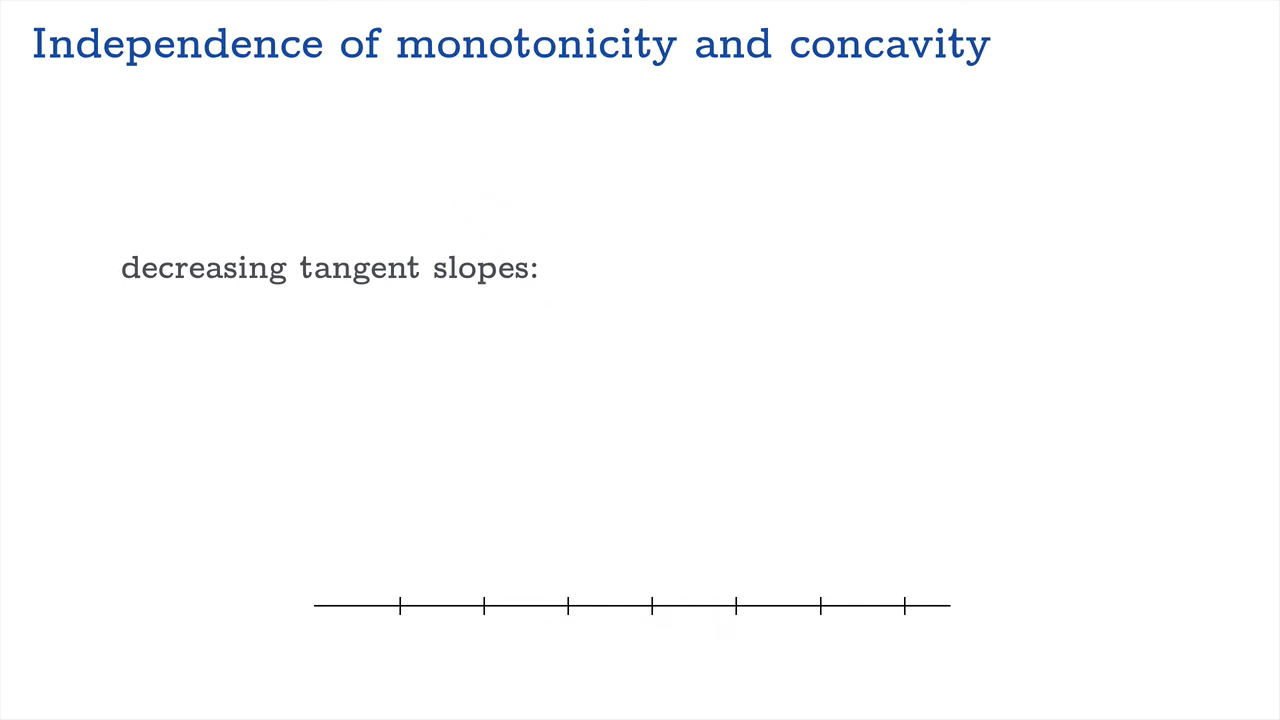 Independence of monotonicity and concavity
decreasing tangent slopes: